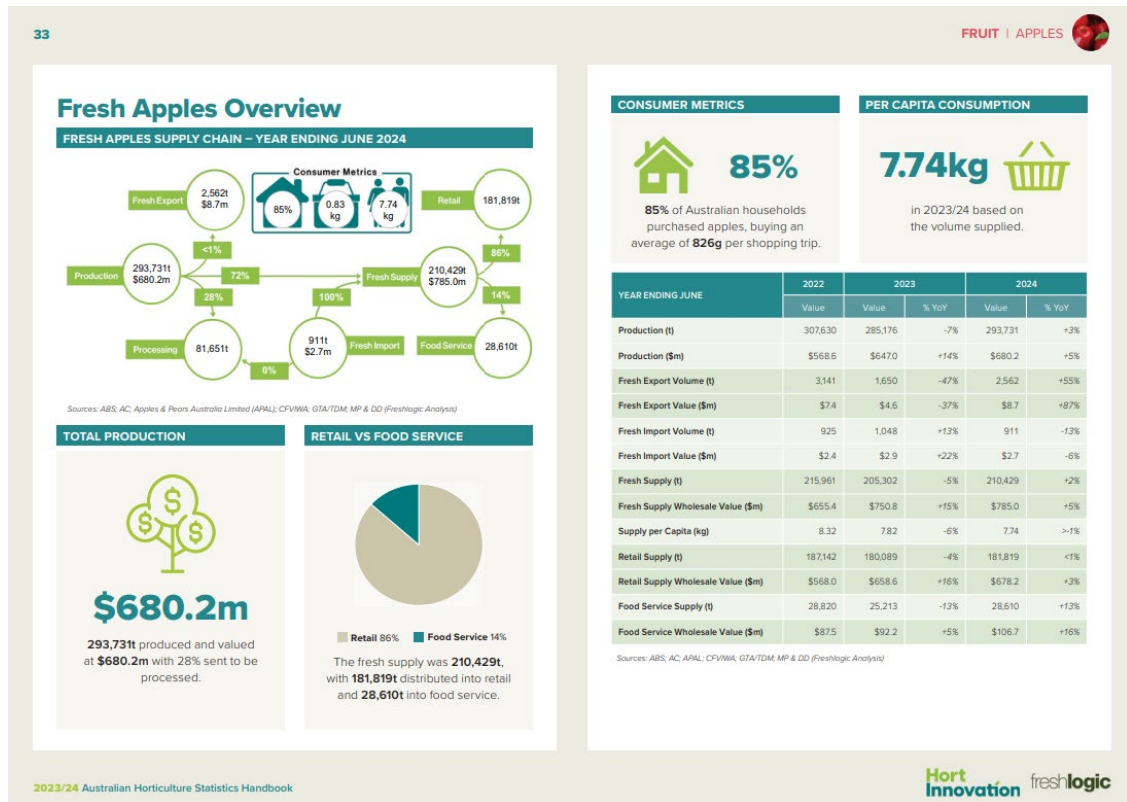 33
FRUIT | APPLES
Fresh Apples Overview
FRESH APPLES SUPPLY CHAIN – YEAR ENDING JUNE 2024
Consumer Metrics
85%
0.83
kg
7.74
kg
Fresh Export
2,562t
$8.7m
Retail
181,819t
<1%
86%
Production
293,731t
$680.2m
72%
Fresh Supply
210,429t
$785.0m
28%
100%
14%
Processing
81,651t
911t
$2.7m
Fresh Import
Food Service
28,610t
0%
Sources: ABS; AC; Apples & Pears Australia Limited (APAL); CFVIWA; GTA/TDM; MP & DD (Freshlogic Analysis)
TOTAL PRODUCTION
$ $ $
$680.2m
293,731t produced and valued
at $680.2m with 28% sent to be
processed.
RETAIL VS FOOD SERVICE
Retail 86% Food Service 14%
The fresh supply was 210,429t,
with 181,819t distributed into retail
and 28,610t into food service.
CONSUMER METRICS
85%
85% of Australian households
purchased apples, buying an
average of 826g per shopping trip.
PER CAPITA CONSUMPTION
7.74kg
in 2023/24 based on
the volume supplied.
YEAR ENDING JUNE 2022 2023 2024
Value Value % YoY Value % YoY
Production (t) 307,630 285,176 -7% 293,731 +3%
Production ($m) $568.6 $647.0 +14% $680.2 +5%
Fresh Export Volume (t) 3,141 1,650 -47% 2,562 +55%
Fresh Export Value ($m) $7.4 $4.6 -37% $8.7 +87%
Fresh Import Volume (t) 925 1,048 +13% 911 -13%
Fresh Import Value ($m) $2.4 $2.9 +22% $2.7 -6%
Fresh Supply (t) 215,961 205,302 -5% 210,429 +2%
Fresh Supply Wholesale Value ($m) $655.4 $750.8 +15% $785.0 +5%
Supply per Capita (kg) 8.32 7.82 -6% 7.74 >-1%
Retail Supply (t) 187,142 180,089 -4% 181,819 <1%
Retail Supply Wholesale Value ($m) $568.0 $658.6 +16% $678.2 +3%
Food Service Supply (t) 28,820 25,213 -13% 28,610 +13%
Food Service Wholesale Value ($m) $87.5 $92.2 +5% $106.7 +16%
Sources: ABS; AC; APAL; CFVIWA; GTA/TDM; MP & DD (Freshlogic Analysis)
2023/24 Australian Horticulture Statistics Handbook
Hort
Innovation
freshlogic